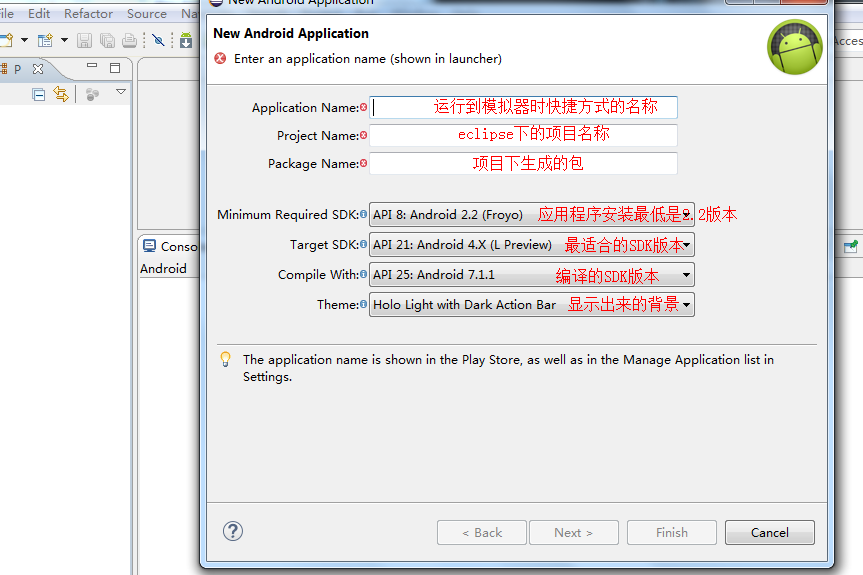 New Android Application
ile Edit Refactor Source Na
New Android Application
Enter an application name (shown in launcher)
Acces
P
Application Name: 运行到模拟器时快捷方式的名称
Project Name: eclipse下的项目名称
Package Name: 项目下生成的包
Minimum Required SDK: API 8: Android 2.2 (Froyo) 应用程序安装最低是2.2版本
Target SDK: API 21: Android 4.X (L Preview) 最适合的SDK版本
Conso
Android
Compile With: API 25: Android 7.1.1 编译的SDK版本
Theme: Holo Light with Dark Action Bar 显示出来的背景
The application name is shown in the Play Store, as well as in the Manage Application list in
Settings.
< Back Next > Finish Cancel